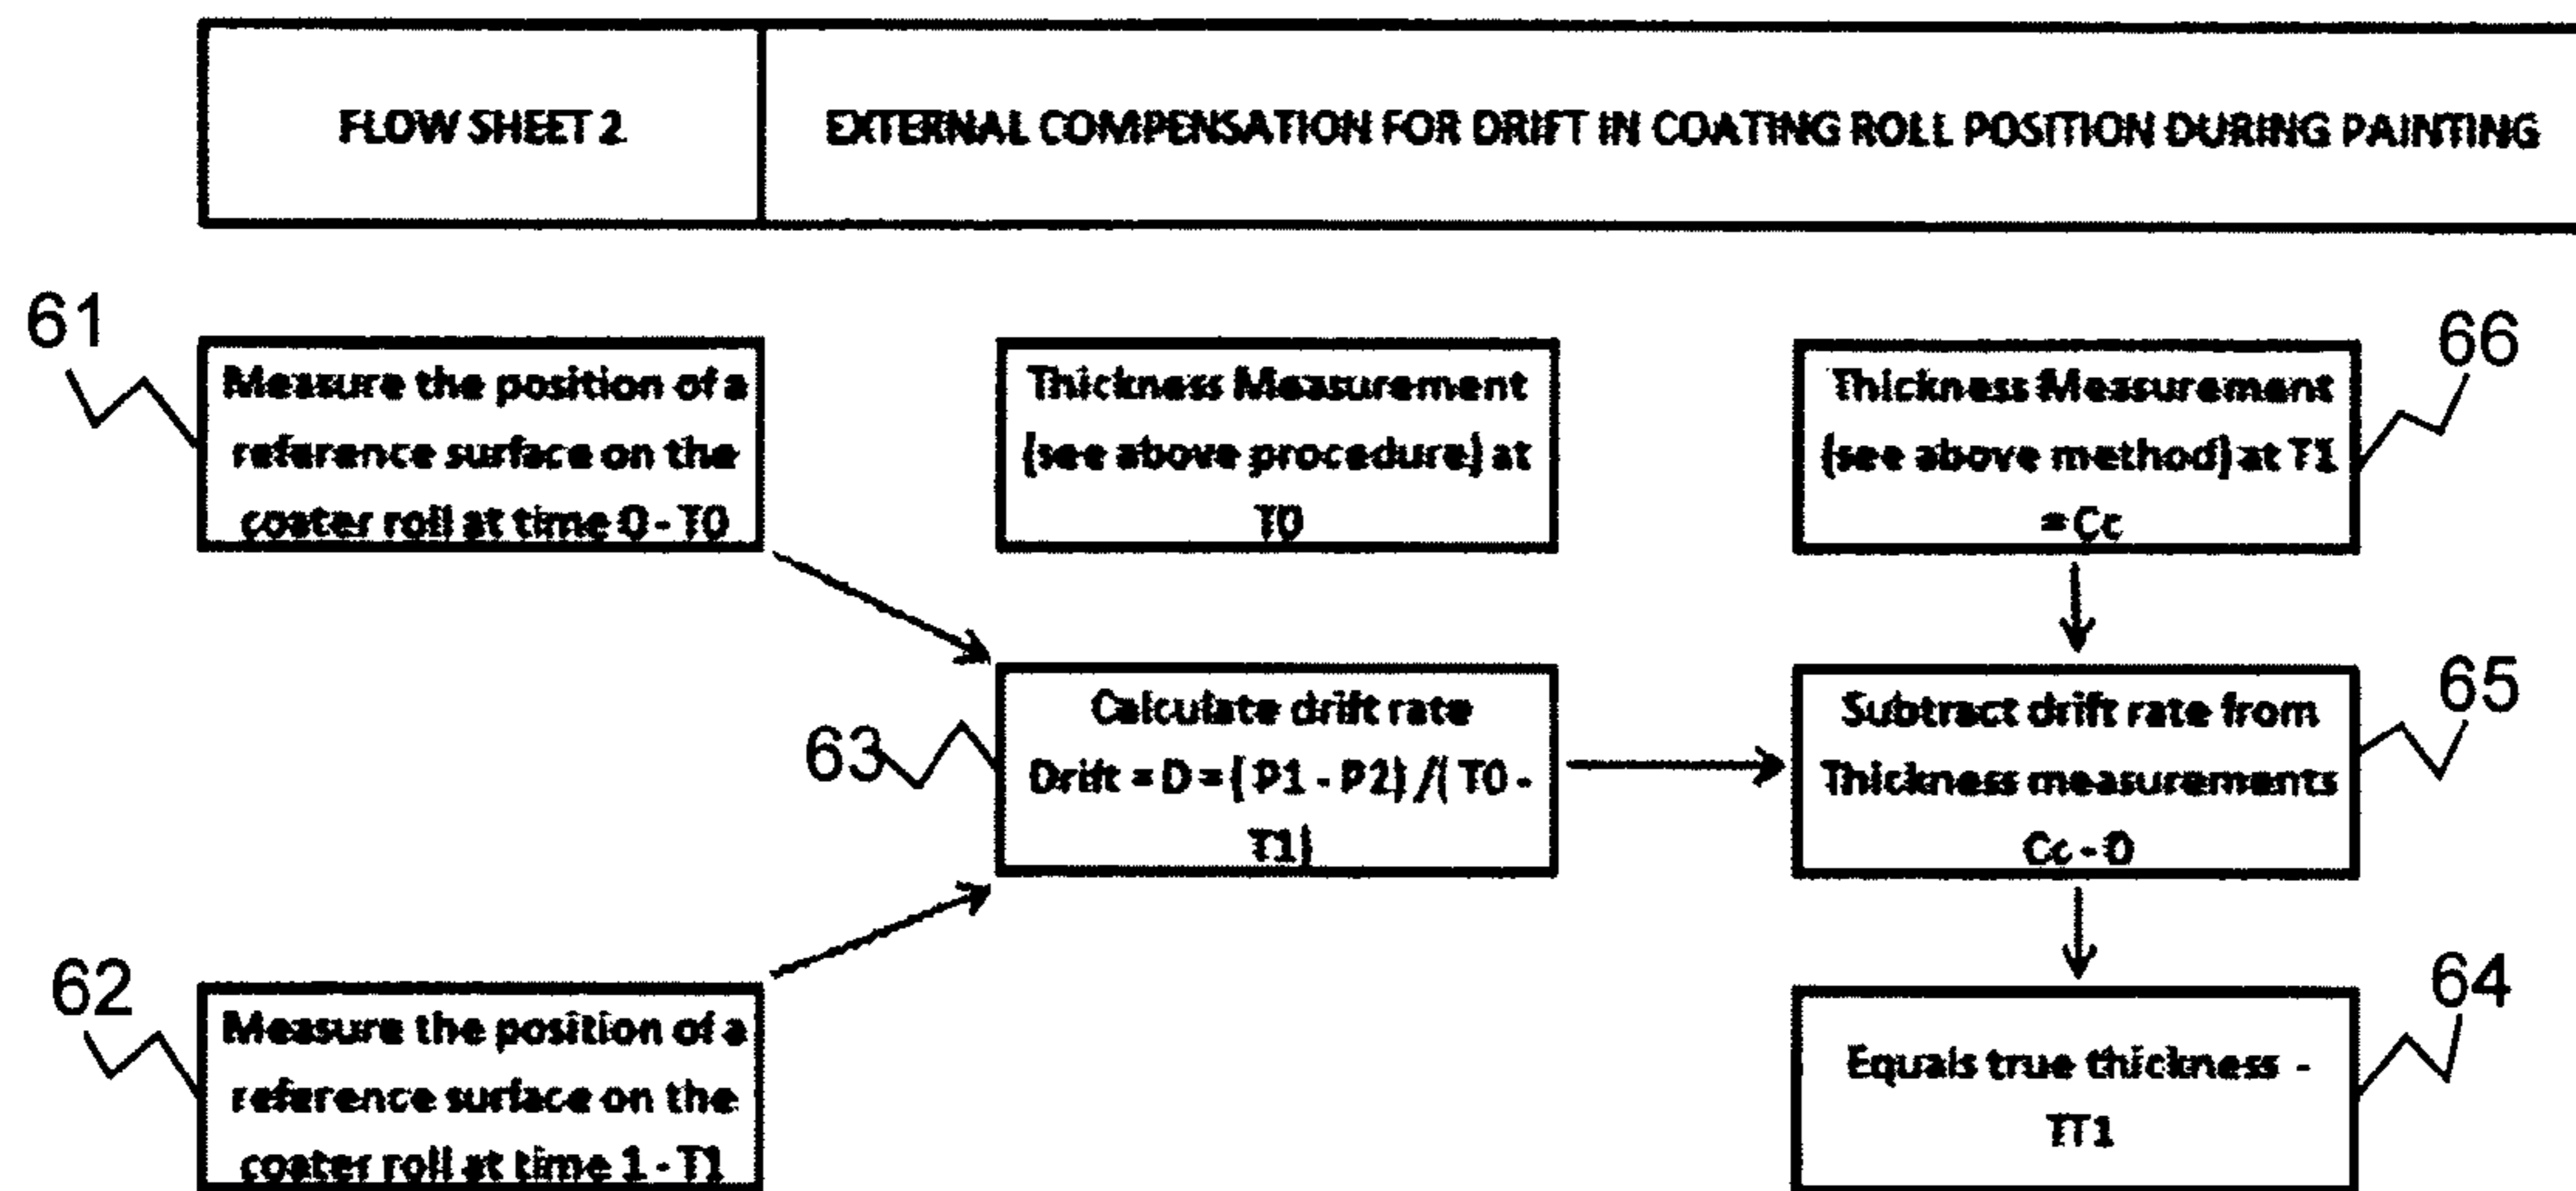 FLOW SHEET 2
EXTERNAL COMPENSATION FOR DRIFT IN COATING ROLL POSITION DURING PAINTING
61
Measure the position of a
reference surface on the
coater roll at time 0 - T0
Thickness Measurement
(see above procedure) at
T0
Thickness Measurement
(see above method) at T1
= Cc
66
63
Calculate drift rate
Drift = D = ( P1 - P2) /( T0 -
T1)
Subtract drift rate from
Thickness measurements
Cc - D
65
62
Measure the position of a
reference surface on the
coater roll at time 1 - T1
Equals true thickness -
TT1
64